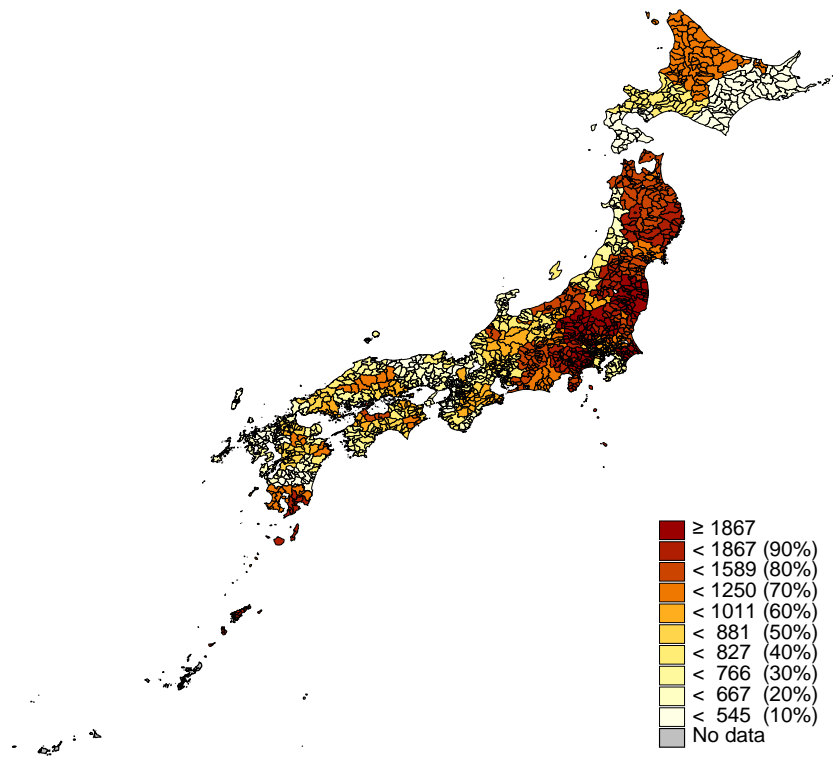 ≥ 1867
< 1867 (90%)
< 1589 (80%)
< 1250 (70%)
< 1011 (60%)
< 881 (50%)
< 827 (40%)
< 766 (30%)
< 667 (20%)
< 545 (10%)
No data